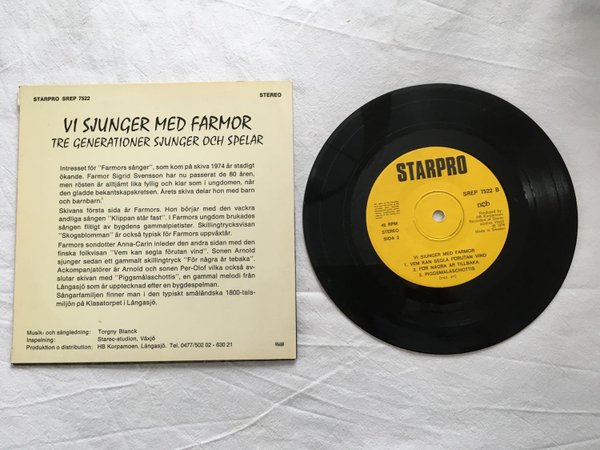 STARPRO SREP 7522 STEREO
VI SJUNGER MED FARMOR
TRE GENERATIONER SJUNGER OCH SPELAR
Intresset för "Farmors sånger", som kom på skiva 1974 är stadigt
ökande. Farmor Sigrid Svensson har nu passerat de 80 åren,
men rösten är alltjämt lika fyllig och klar som i ungdomen, när
den gladde bekantskapskretsen. Årets skiva delar hon med barn
och barnbarn.
Skivans första sida är Farmors. Hon börjar med den vackra
andliga sången "Klippan står fast". I Farmors ungdom brukades
sången flitigt av bygdens gammalpietister. Skillingtrycksvisan
"Skogsblomman" är också typisk för Farmors uppväxtår.
Farmors sondotter Anna-Carin inleder den andra sidan med den
finska folkvisan "Vem kan segla förutan vind". Sonen Arnold
sjunger sedan ett gammalt skillingtryck "För några år tebaka".
Ackompanjatörer är Arnold och sonen Per-Olof vilka också av-
slutar skivan med "Piggsmålaschottis", en gammal melodi från
Långasjö som är upptecknad efter en bygdespelman.
Sångarfamiljen finner man i den typiskt småländska 1800-tals-
miljön på Klasatorpet i Långasjö.
Musik- och sångledning: Torgny Blanck
Inspelning: Starec-studion, Växjö
Produktion o distribution: HB Korpamoen, Långasjö. Tel. 0477/502 02 - 630 21
STARPRO
SREP 7522 B
45 RPM
STEREO
SIDA 2
ncb
Produced by
HB Korpamoen
Recorded at Starec
Made in Sweden
VI SJUNGER MED FARMOR
1. VEM KAN SEGLA FÖRUTAN VIND
2. FÖR NÅGRA ÅR TILLBAKA
3. PIGGSMÅLASCHOTTIS